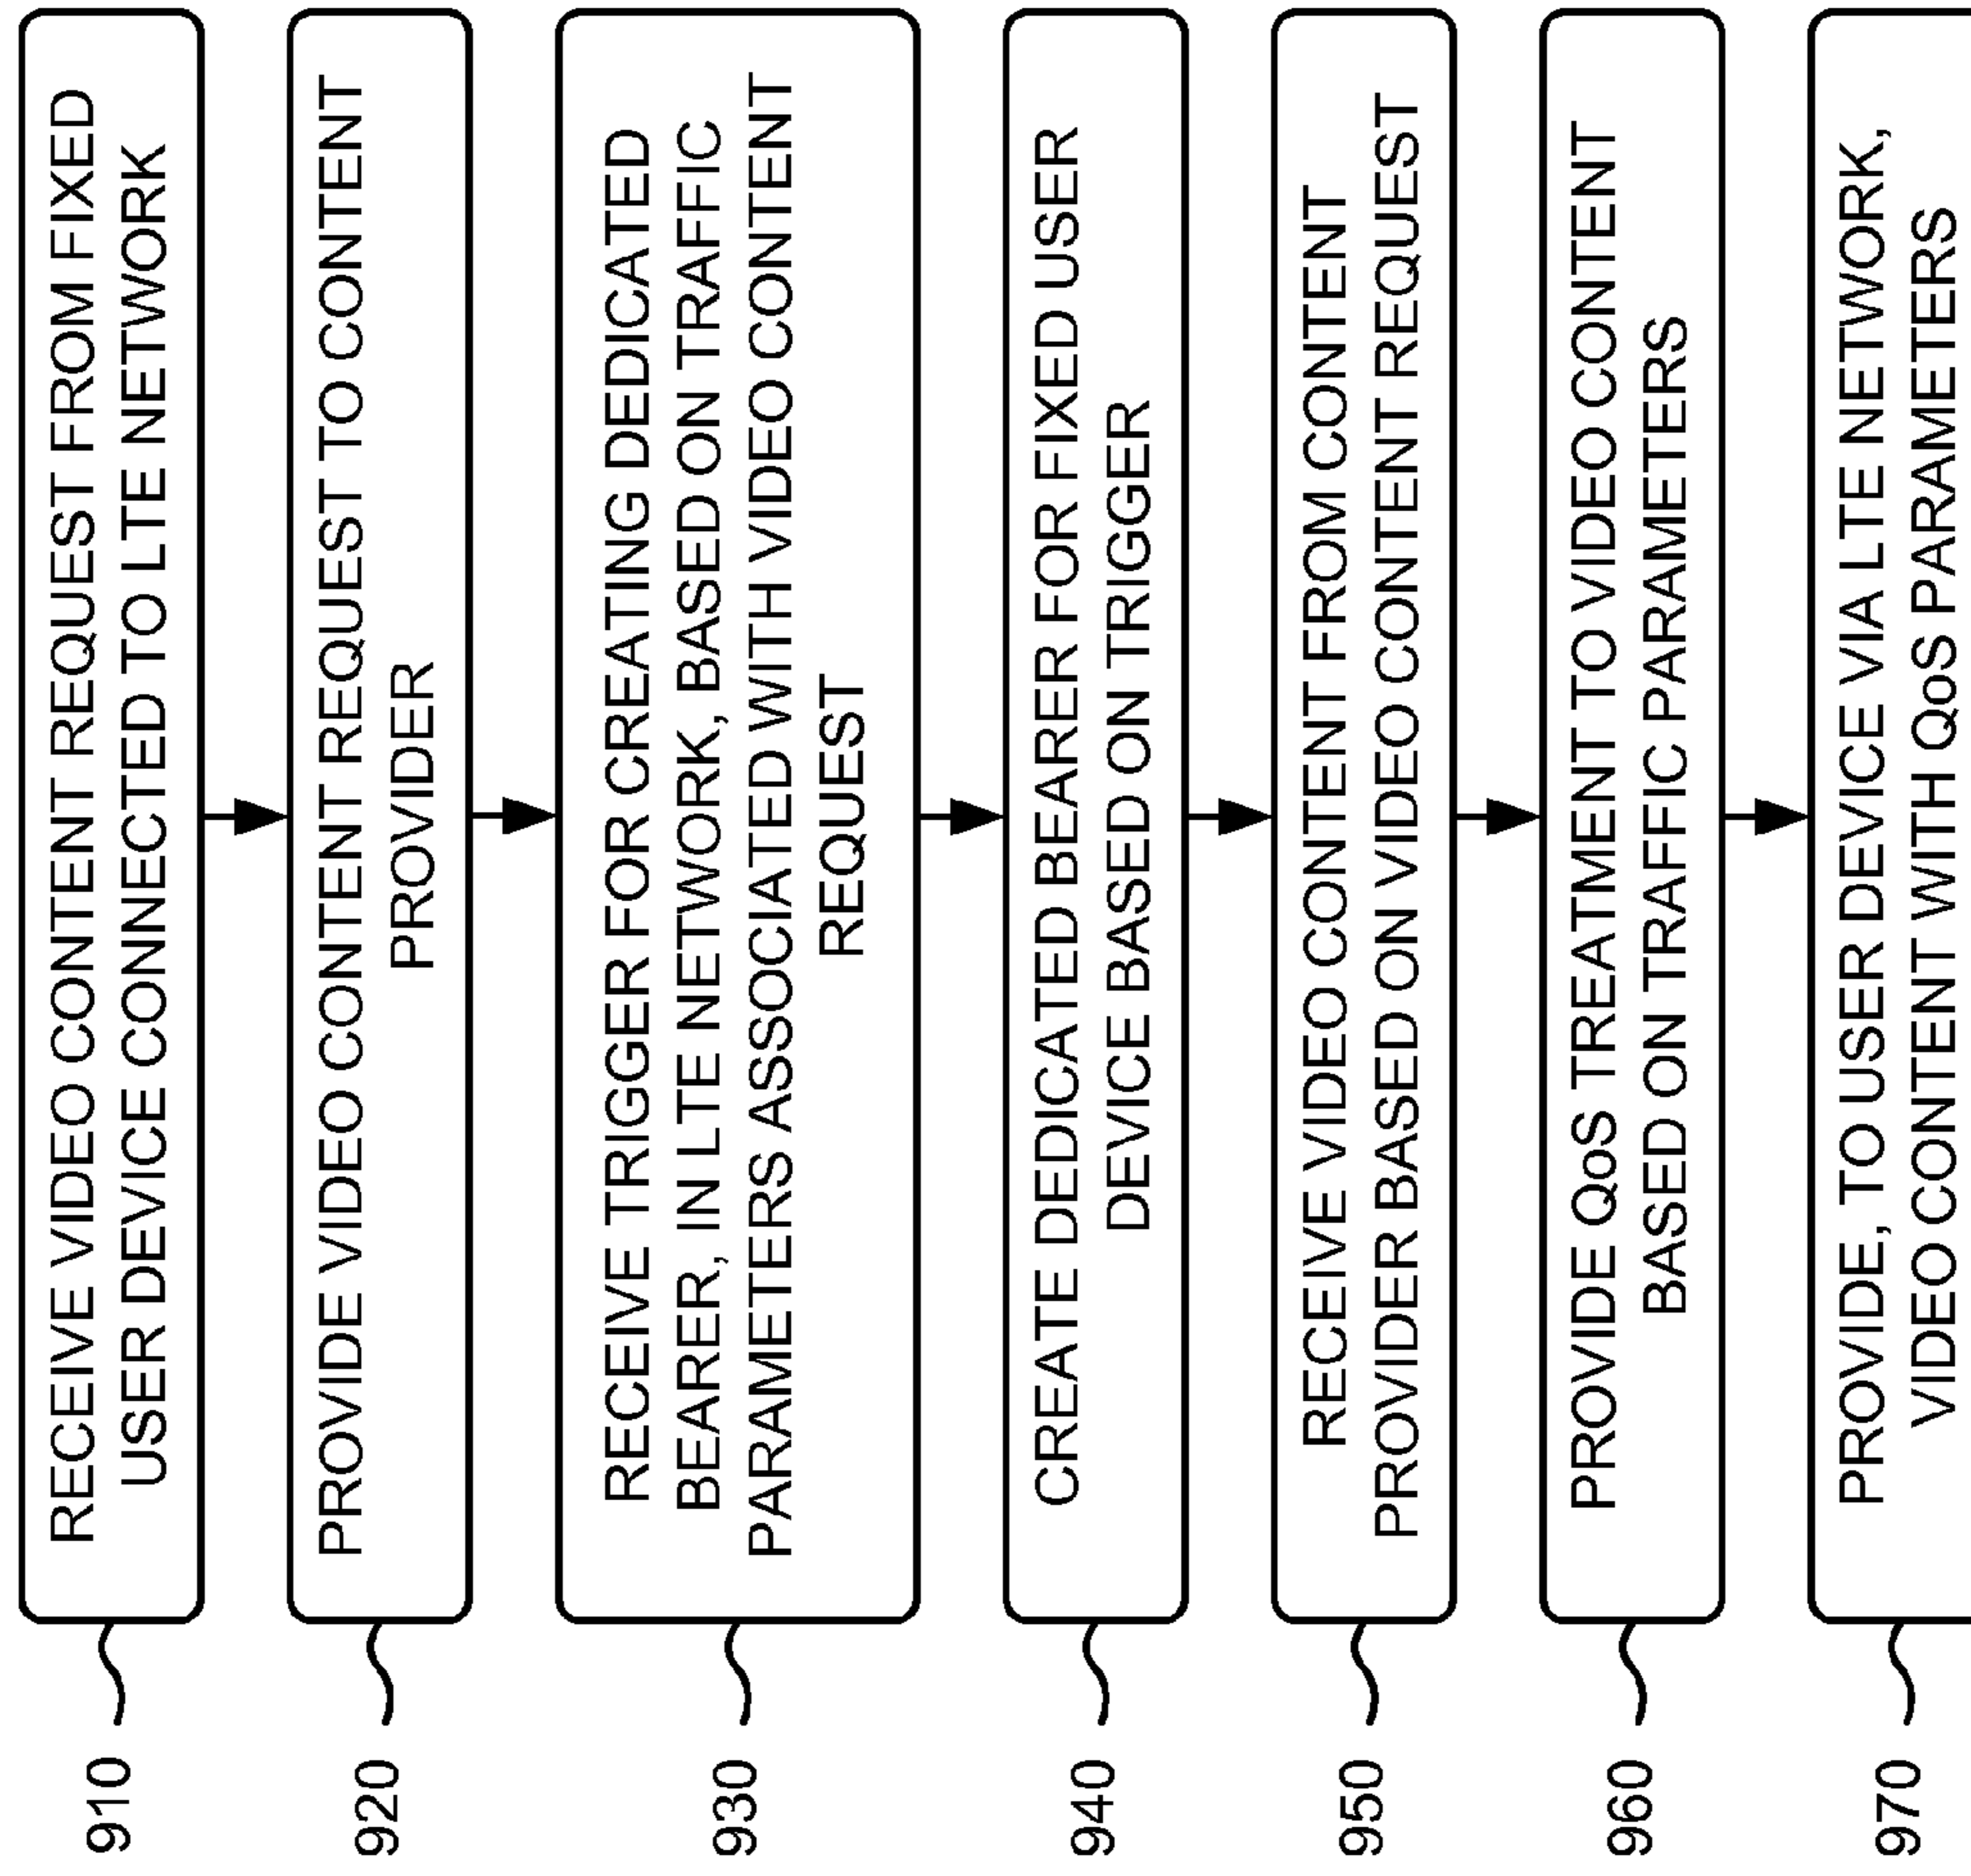 910
RECEIVE VIDEO CONTENT REQUEST FROM FIXED
USER DEVICE CONNECTED TO LTE NETWORK
920
PROVIDE VIDEO CONTENT REQUEST TO CONTENT
PROVIDER
930
RECEIVE TRIGGER FOR CREATING DEDICATED
BEARER, IN LTE NETWORK, BASED ON TRAFFIC
PARAMETERS ASSOCIATED WITH VIDEO CONTENT
REQUEST
940
CREATE DEDICATED BEARER FOR FIXED USER
DEVICE BASED ON TRIGGER
950
RECEIVE VIDEO CONTENT FROM CONTENT
PROVIDER BASED ON VIDEO CONTENT REQUEST
960
PROVIDE QoS TREATMENT TO VIDEO CONTENT
BASED ON TRAFFIC PARAMETERS
970
PROVIDE, TO USER DEVICE VIA LTE NETWORK,
VIDEO CONTENT WITH QoS PARAMETERS